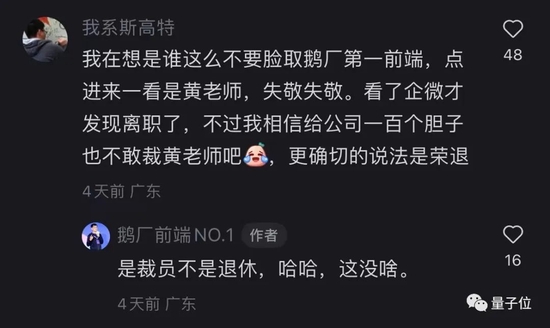 我系斯高特
我在想是谁这么不要脸取鹅厂第一前端，点
进来一看是黄老师，失敬失敬。看了企微才
发现离职了，不过我相信给公司一百个胆子
也不敢裁黄老师吧，更确切的说法是荣退
48
4天前 广东
鹅厂前端NO.1 作者
是裁员不是退休，哈哈，这没啥。
16
4天前 广东
量子位